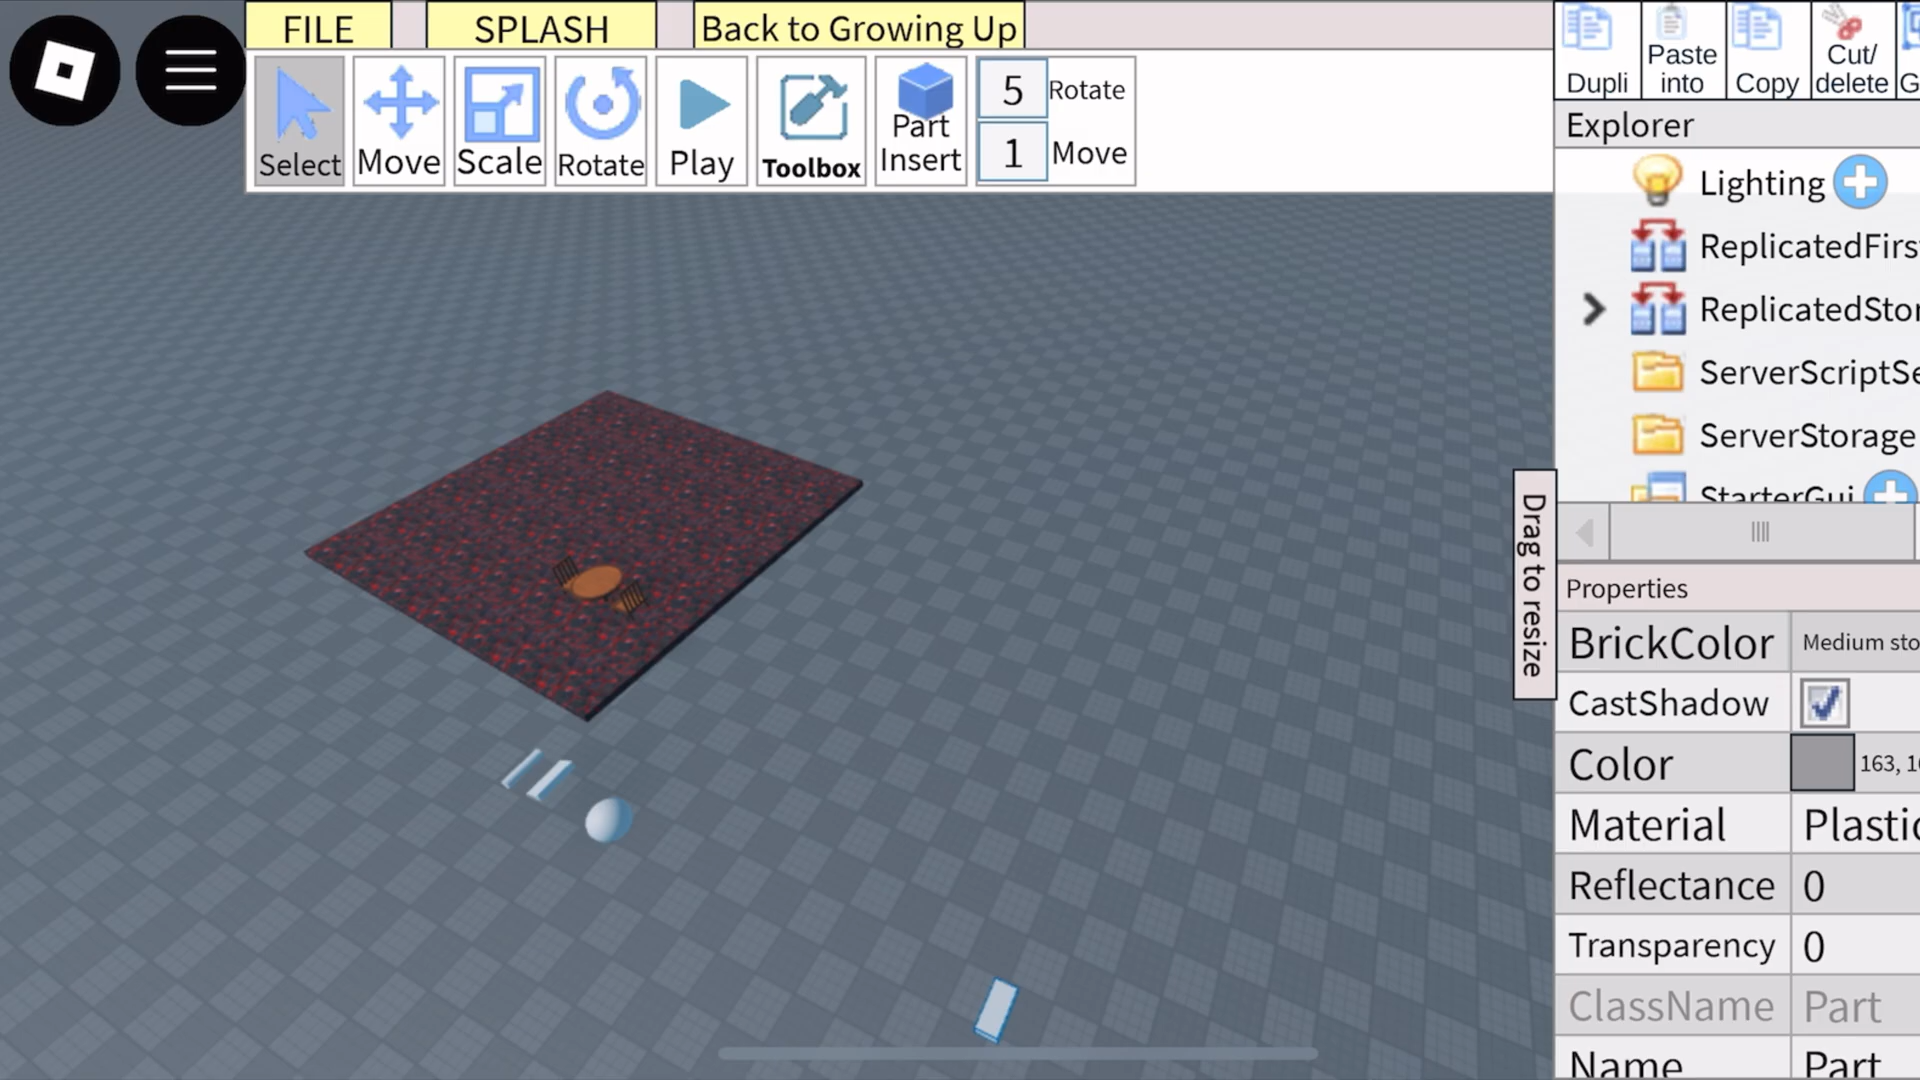 FILE
SPLASH
Back to Growing Up
Select
Move
Scale
Rotate
Play
Toolbox
Part
Insert
5 Rotate
1 Move
Dupli
Paste
into
Copy
Cut/
delete
G
Explorer
Lighting
ReplicatedFirs
ReplicatedStor
ServerScriptSe
ServerStorage
StarterGui
Drag to resize
Properties
BrickColor Medium sto
CastShadow
Color 163, 16
Material Plastic
Reflectance 0
Transparency 0
ClassName Part
Name Part